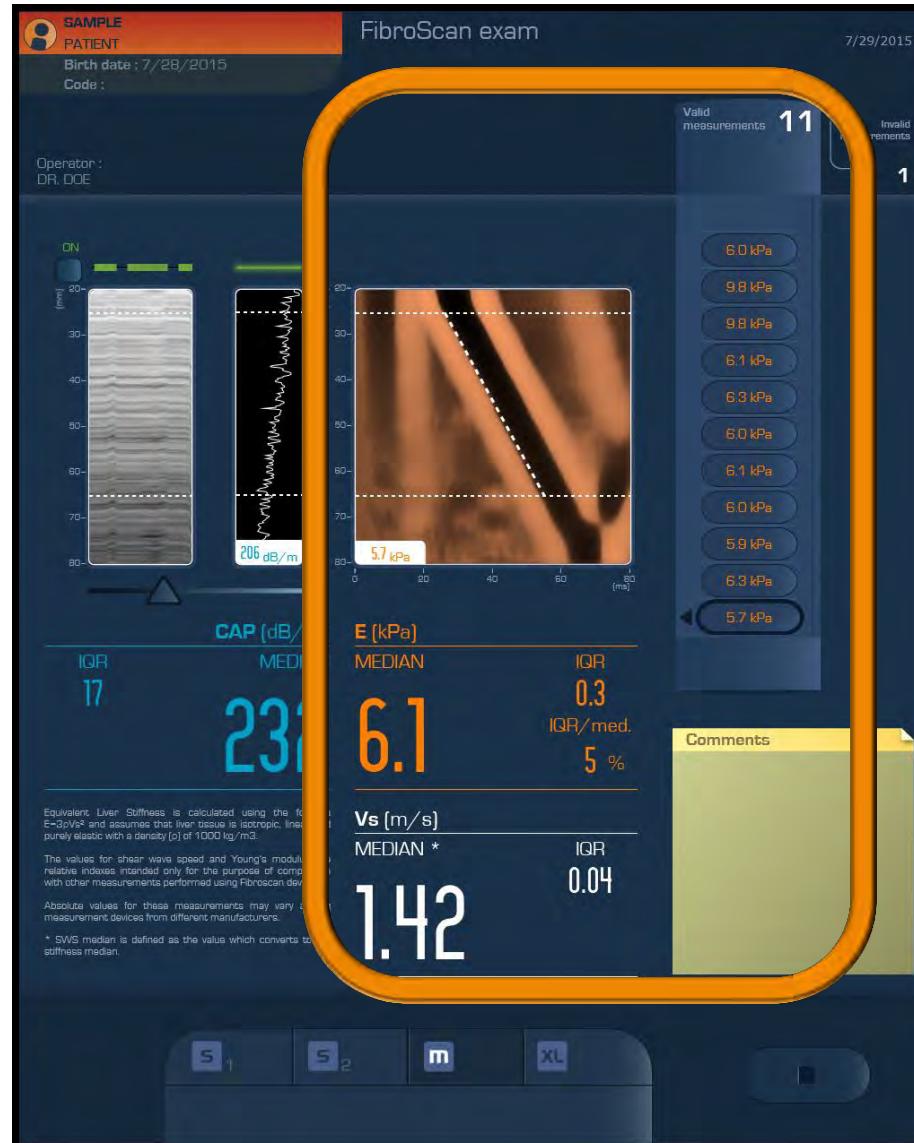 SAMPLE
PATIENT
Birth date : 7/28/2015
Code :
FibroScan exam
7/29/2015
Operator :
DR. DOE
Valid
measurements 11
Invalid
1
ON
[mm]
20-
30-
40-
50-
60-
70-
80-
206 dB/m
20-
30-
40-
50-
60-
70-
80-
5.7 kPa
0 20 40 60 80
[ms]
6.0 kPa
9.8 kPa
9.8 kPa
6.1 kPa
6.3 kPa
6.0 kPa
6.1 kPa
6.0 kPa
5.9 kPa
6.3 kPa
5.7 kPa
CAP (dB/
IQR
17
MEDI
232
E (kPa)
MEDIAN
6.1
IQR
0.3
IQR/med.
5 %
Vs (m/s)
MEDIAN *
1.42
IQR
0.04
Comments
Equivalent Liver Stiffness is calculated using the
E=3ρVs² and assumes that liver tissue is isotropic,
purely elastic with a density (ρ) of 1000 kg/m3.
The values for shear wave speed and Young's
relative indexes intended only for the purpose of
with other measurements performed using Fibroscan
Absolute values for these measurements may vary
measurement devices from different manufacturers.
* SWS median is defined as the value which converts
stiffness median.
S 1
S 2
m
XL